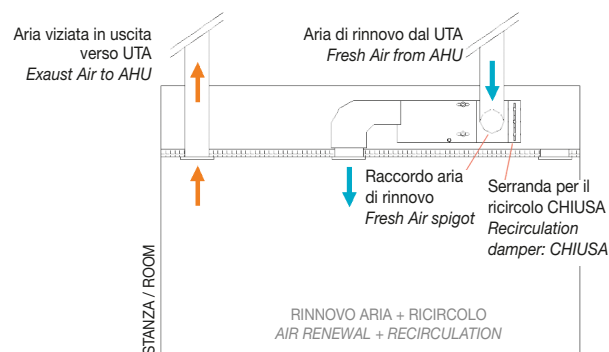 Aria viziata in uscita
verso UTA
Exaust Air to AHU
Aria di rinnovo dal UTA
Fresh Air from AHU
Raccordo aria
di rinnovo
Fresh Air spigot
Serranda per il
ricircolo CHIUSA
Recirculation
damper: CHIUSA
STANZA / ROOM
RINNOVO ARIA + RICIRCOLO
AIR RENEWAL + RECIRCULATION